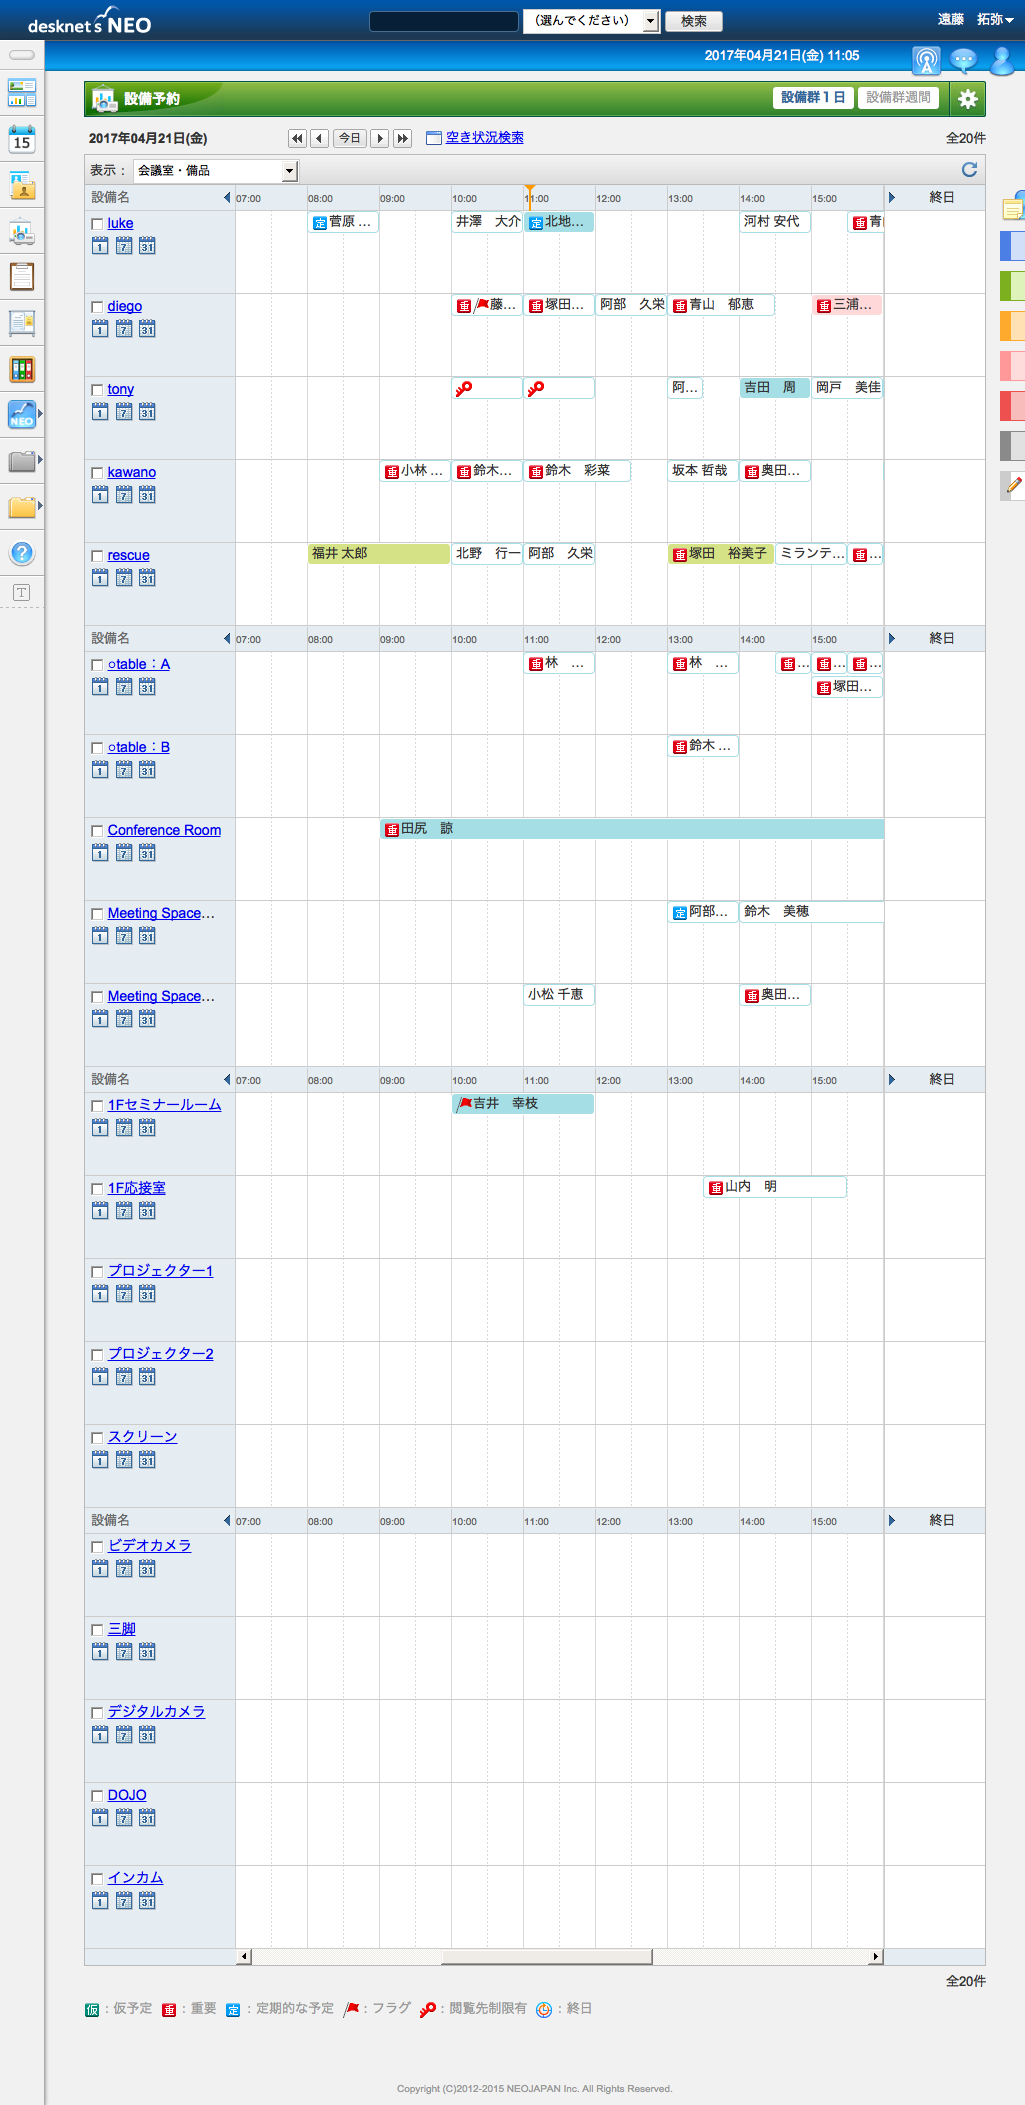 desknet's NEO (選んでください) 検索 遠藤 拓弥
2017年04月21日(金) 11:05
設備予約 設備群1日 設備群週間
2017年04月21日(金) 今日 空き状況検索 全20件
表示： 会議室・備品
設備名 07:00 08:00 09:00 10:00 11:00 12:00 13:00 14:00 15:00 終日
luke 定 菅原 ... 井澤 大介 定 北地... 河村 安代 重 青
1 7 31
diego 重 藤... 重 塚田... 阿部 久栄 重 青山 郁恵 重 三浦...
1 7 31
tony 阿... 吉田 周 岡戸 美佳
1 7 31
kawano 重 小林 ... 重 鈴木... 重 鈴木 彩菜 坂本 哲哉 重 奥田...
1 7 31
rescue 福井 太郎 北野 行一 阿部 久栄 重 塚田 裕美子 ミランテ... 重 ...
1 7 31
設備名 07:00 08:00 09:00 10:00 11:00 12:00 13:00 14:00 15:00 終日
○table：A 重 林 ... 重 林 ... 重 ... 重 ... 重 ...
1 7 31 重 塚田...
○table：B 重 鈴木 ...
1 7 31
Conference Room 重 田尻 諒
1 7 31
Meeting Space... 定 阿部... 鈴木 美穂
1 7 31
Meeting Space... 小松 千恵 重 奥田...
1 7 31
設備名 07:00 08:00 09:00 10:00 11:00 12:00 13:00 14:00 15:00 終日
1Fセミナールーム 吉井 幸枝
1 7 31
1F応接室 重 山内 明
1 7 31
プロジェクター1
1 7 31
プロジェクター2
1 7 31
スクリーン
1 7 31
設備名 07:00 08:00 09:00 10:00 11:00 12:00 13:00 14:00 15:00 終日
ビデオカメラ
1 7 31
三脚
1 7 31
デジタルカメラ
1 7 31
DOJO
1 7 31
インカム
1 7 31
全20件
仮：仮予定 重：重要 定：定期的な予定 ：フラグ ：閲覧先制限有 ：終日
Copyright (C)2012-2015 NEOJAPAN Inc. All Rights Reserved.
15
NEO
?
T